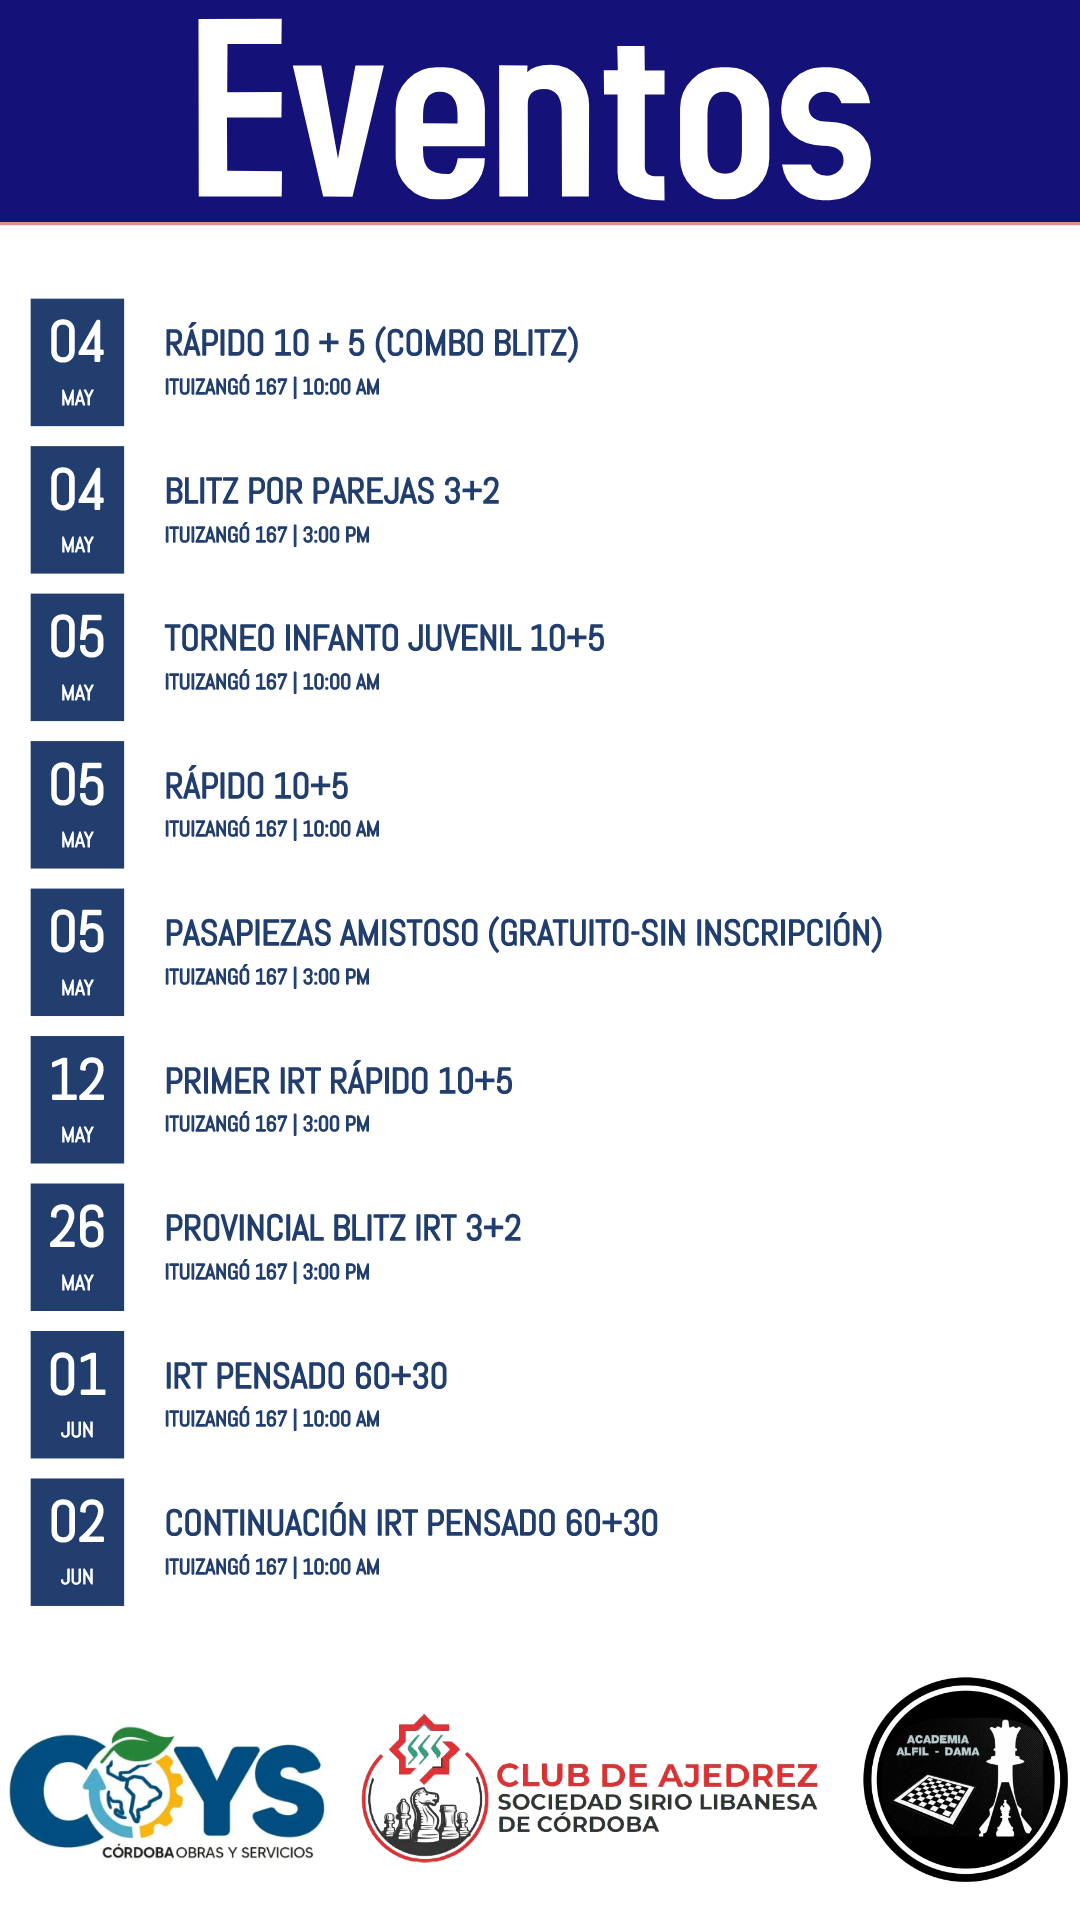 Eventos
04
MAY
RÁPIDO 10 + 5 (COMBO BLITZ)
ITUIZANGÓ 167 | 10:00 AM
04
MAY
BLITZ POR PAREJAS 3+2
ITUIZANGÓ 167 | 3:00 PM
05
MAY
TORNEO INFANTO JUVENIL 10+5
ITUIZANGÓ 167 | 10:00 AM
05
MAY
RÁPIDO 10+5
ITUIZANGÓ 167 | 10:00 AM
05
MAY
PASAPIEZAS AMISTOSO (GRATUITO-SIN INSCRIPCIÓN)
ITUIZANGÓ 167 | 3:00 PM
12
MAY
PRIMER IRT RÁPIDO 10+5
ITUIZANGÓ 167 | 3:00 PM
26
MAY
PROVINCIAL BLITZ IRT 3+2
ITUIZANGÓ 167 | 3:00 PM
01
JUN
IRT PENSADO 60+30
ITUIZANGÓ 167 | 10:00 AM
02
JUN
CONTINUACIÓN IRT PENSADO 60+30
ITUIZANGÓ 167 | 10:00 AM
COYS
CÓRDOBA OBRAS Y SERVICIOS
CLUB DE AJEDREZ
SOCIEDAD SIRIO LIBANESA
DE CÓRDOBA
ACADEMIA
ALFIL - DAMA